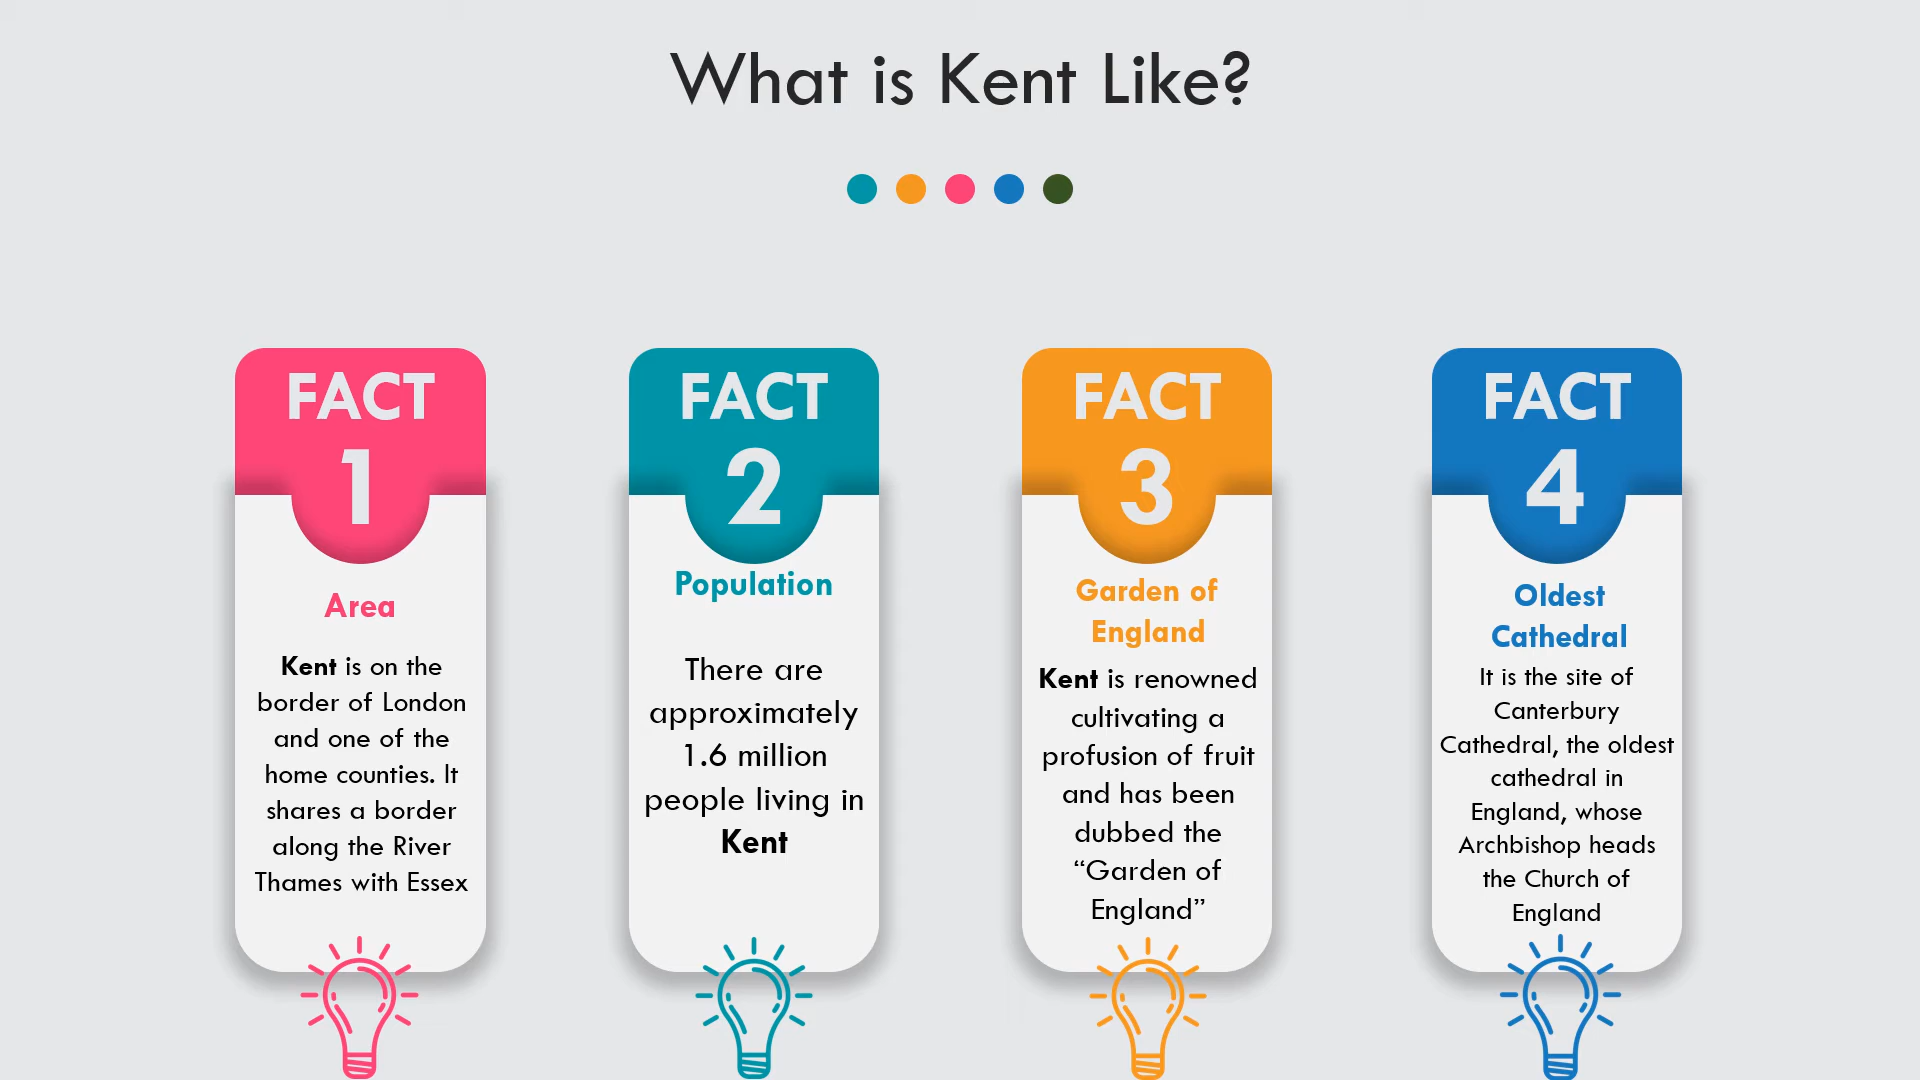 What is Kent Like?
FACT
1
Area
Kent is on the
border of London
and one of the
home counties. It
shares a border
along the River
Thames with Essex
FACT
2
Population
There are
approximately
1.6 million
people living in
Kent
FACT
3
Garden of
England
Kent is renowned
cultivating a
profusion of fruit
and has been
dubbed the
“Garden of
England”
FACT
4
Oldest
Cathedral
It is the site of
Canterbury
Cathedral, the oldest
cathedral in
England, whose
Archbishop heads
the Church of
England